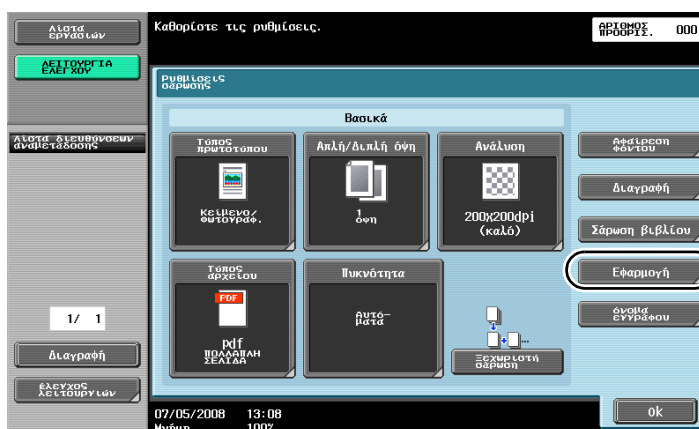 Λίστα
εργασιών
Καθορίστε τις ρυθμίσεις.
ΑΡΙΘΜΟΣ
ΠΡΟΟΡΙΣ.
000
ΛΕΙΤΟΥΡΓΙΑ
ΕΛΕΓΧΟΥ
Ρυθμίσεις
σάρωσης
Βασικά
Λίστα διευθύνσεων
αναμετάδοσης
Τύπος
πρωτοτύπου
Απλή/Διπλή όψη
Ανάλυση
Αφαίρεση
φόντου
Κείμενο/
φωτογραφ.
1
όψη
200X200dpi
(καλό)
Διαγραφή
Σάρωση βιβλίου
Τύπος
αρχείου
Πυκνότητα
Εφαρμογή
PDF
pdf
ΠΟΛΛΑΠΛΗ
ΣΕΛΙΔΑ
Αυτό-
ματα
όνομα
εγγράφου
1/ 1
Ξεχωριστή
σάρωση
Διαγραφή
έλεγχος
λειτουργιών
07/05/2008 13:08
ok
Μνήμη 100%